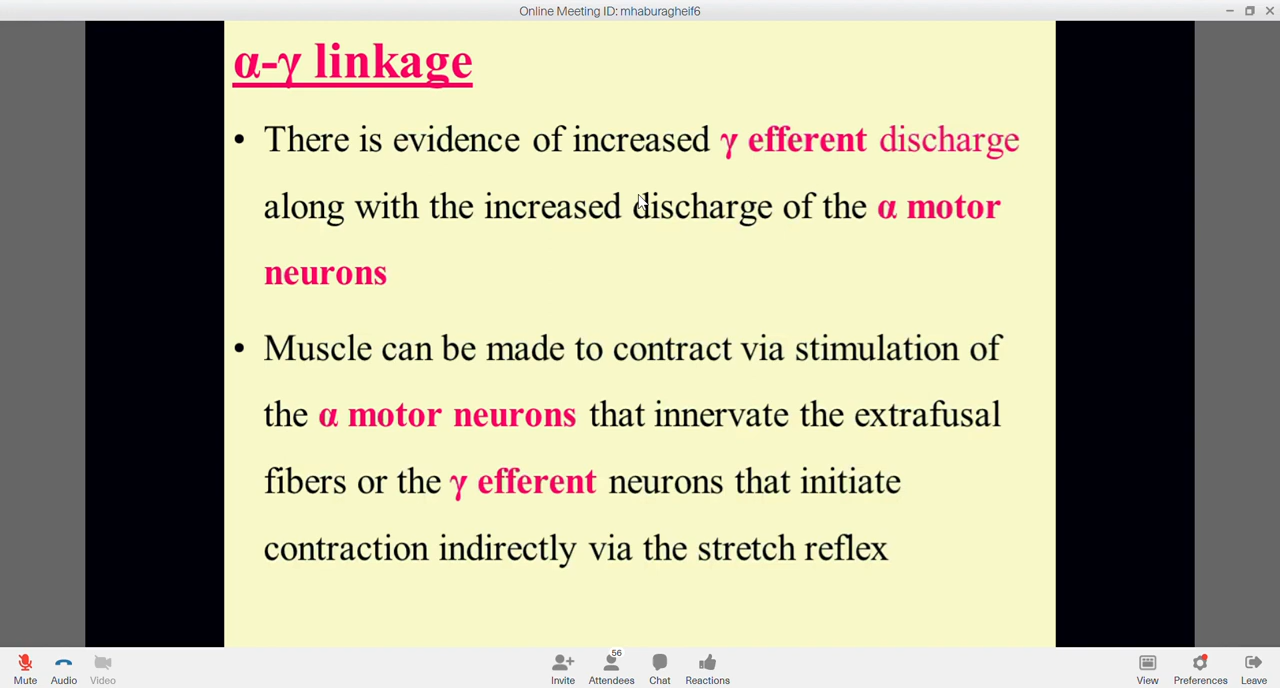 Online Meeting ID: mhaburagheif6
α-γ linkage
• There is evidence of increased γ efferent discharge
along with the increased discharge of the α motor
neurons
• Muscle can be made to contract via stimulation of
the α motor neurons that innervate the extrafusal
fibers or the γ efferent neurons that initiate
contraction indirectly via the stretch reflex
56
Mute Audio Video Invite Attendees Chat Reactions View Preferences Leave